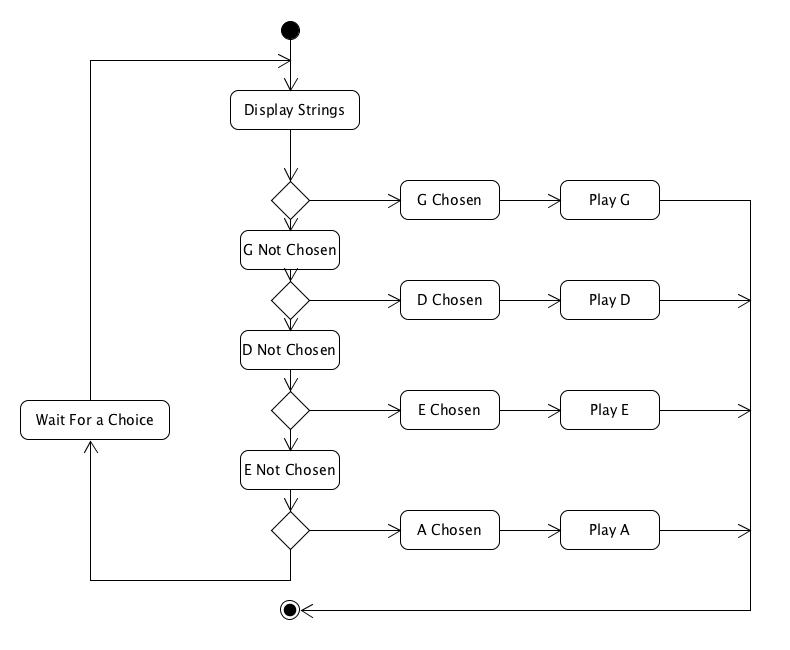 Display Strings
G Chosen
Play G
G Not Chosen
D Chosen
Play D
D Not Chosen
Wait For a Choice
E Chosen
Play E
E Not Chosen
A Chosen
Play A